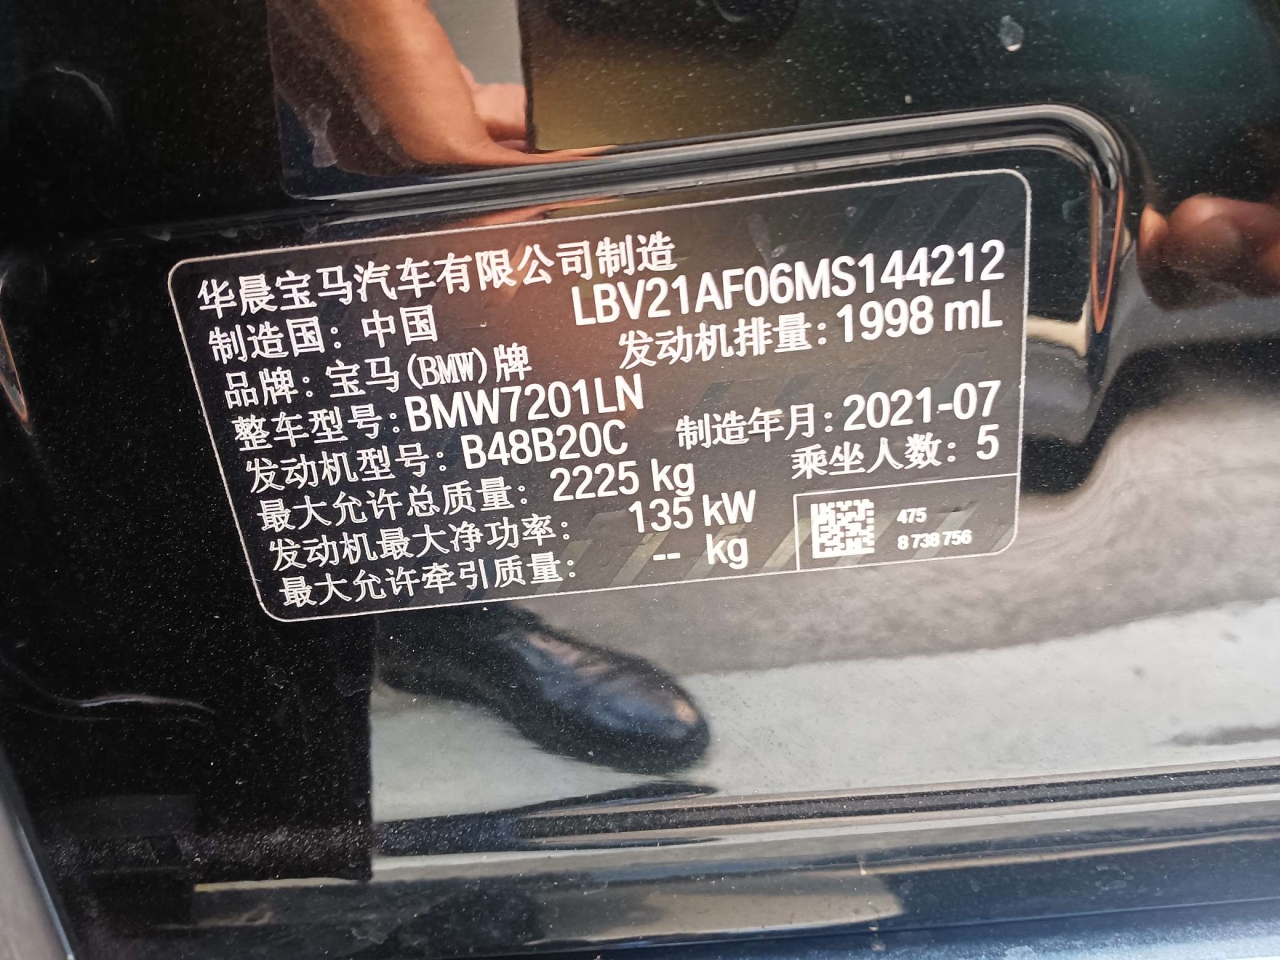 华晨宝马汽车有限公司制造
制造国：中国 LBV21AF06MS144212
品牌：宝马(BMW)牌 发动机排量：1998 mL
整车型号：BMW7201LN
发动机型号：B48B20C 制造年月：2021-07
最大允许总质量：2225 kg 乘坐人数：5
发动机最大净功率：135 kW
最大允许牵引质量：-- kg
475
8 738 756